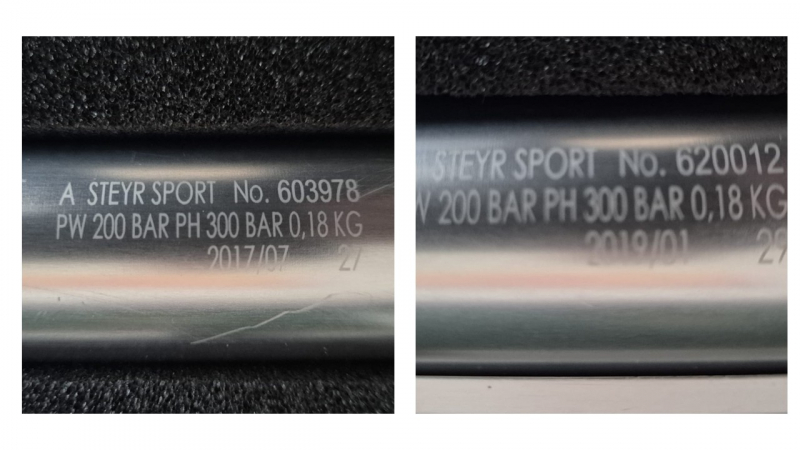 A STEYR SPORT No. 603978
PW 200 BAR PH 300 BAR 0,18 KG
2017/07 27
STEYR SPORT No. 620012
200 BAR PH 300 BAR 0,18 KG
2019/01 29